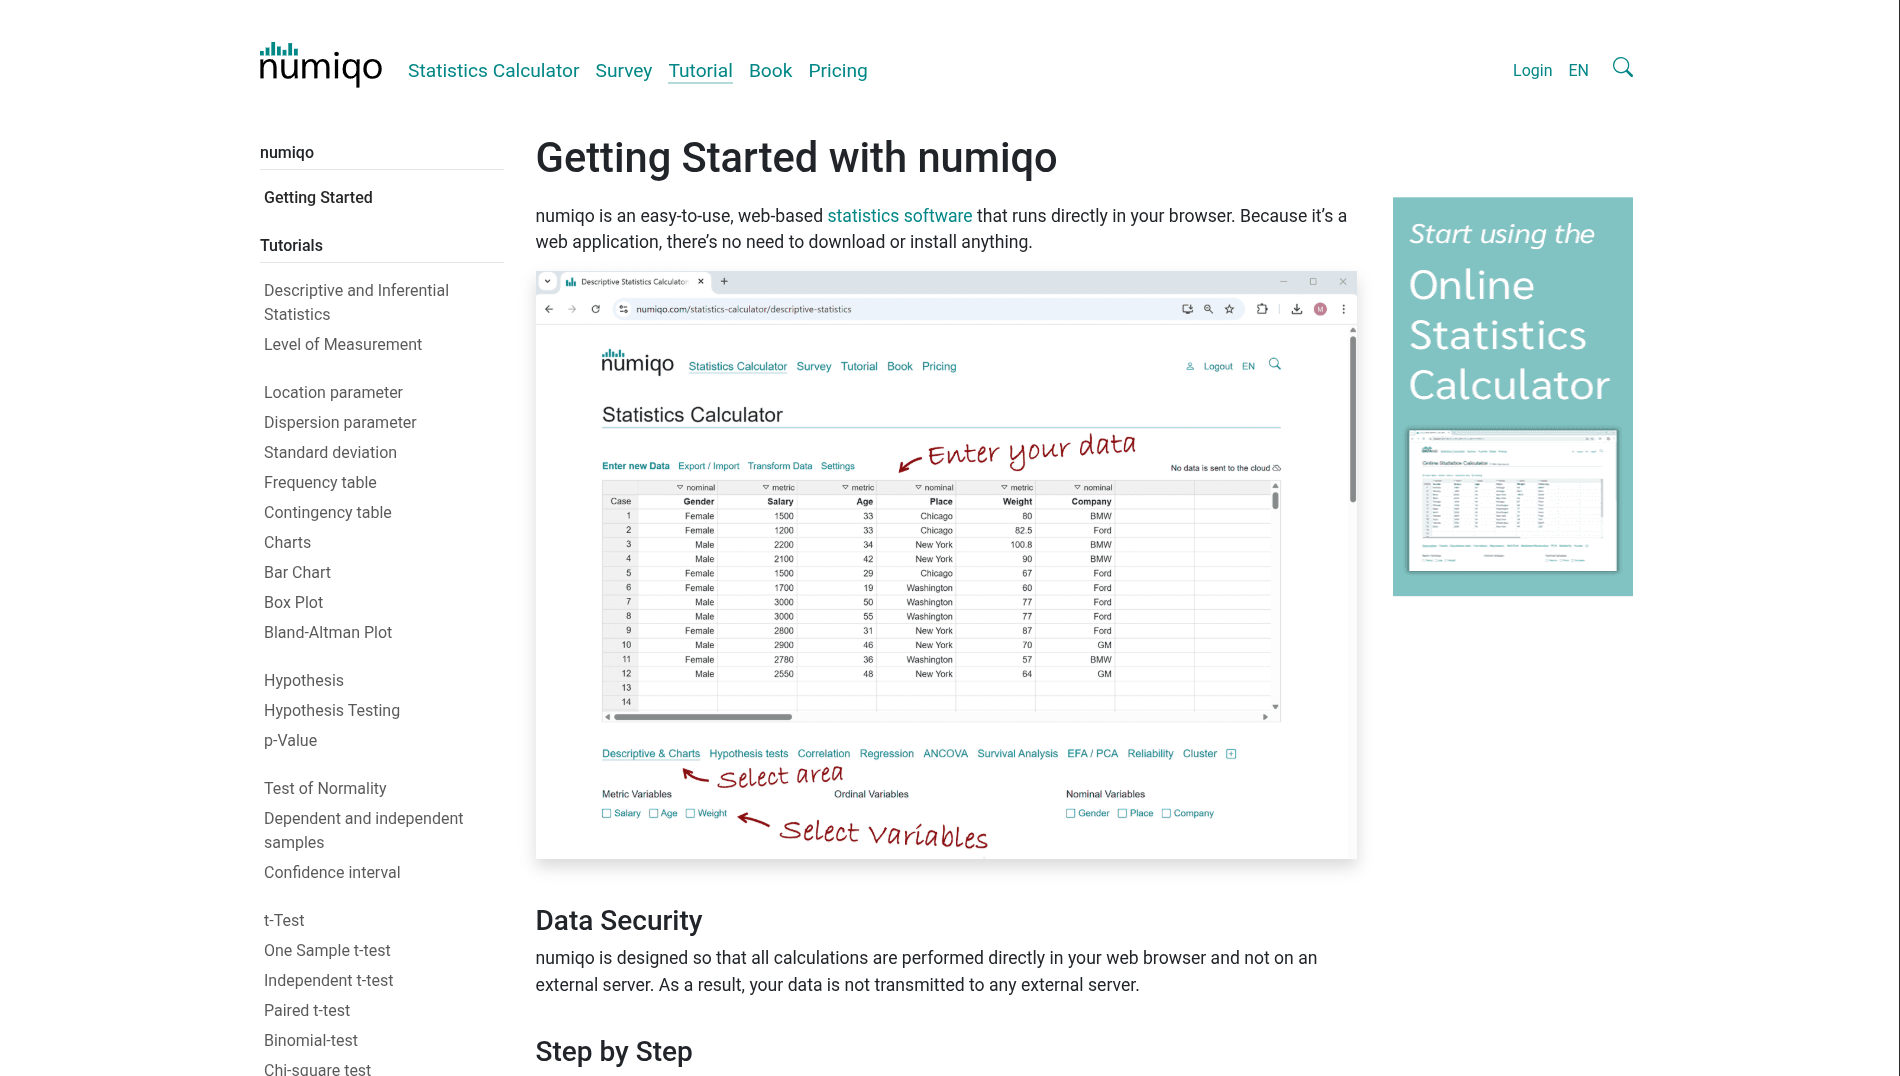 numiqo
Statistics Calculator Survey Tutorial Book Pricing
Login EN
numiqo
Getting Started
Tutorials
Descriptive and Inferential
Statistics
Level of Measurement
Location parameter
Dispersion parameter
Standard deviation
Frequency table
Contingency table
Charts
Bar Chart
Box Plot
Bland-Altman Plot
Hypothesis
Hypothesis Testing
p-Value
Test of Normality
Dependent and independent
samples
Confidence interval
t-Test
One Sample t-test
Independent t-test
Paired t-test
Binomial-test
Chi-square test
Getting Started with numiqo
numiqo is an easy-to-use, web-based statistics software that runs directly in your browser. Because it’s a
web application, there’s no need to download or install anything.
Descriptive Statistics Calculator
numiqo.com/statistics-calculator/descriptive-statistics
M
numiqo
Statistics Calculator Survey Tutorial Book Pricing
Logout EN
Statistics Calculator
Enter your data
Enter new Data Export / Import Transform Data Settings
No data is sent to the cloud
nominal metric metric nominal metric nominal
Case Gender Salary Age Place Weight Company
1 Female 1500 33 Chicago 80 BMW
2 Female 1200 33 Chicago 82.5 Ford
3 Male 2200 34 New York 100.8 BMW
4 Male 2100 42 New York 90 BMW
5 Female 1500 29 Chicago 67 Ford
6 Female 1700 19 Washington 60 Ford
7 Male 3000 50 Washington 77 Ford
8 Male 3000 55 Washington 77 Ford
9 Female 2800 31 New York 87 Ford
10 Male 2900 46 New York 70 GM
11 Female 2780 36 Washington 57 BMW
12 Male 2550 48 New York 64 GM
13
14
Descriptive & Charts Hypothesis tests Correlation Regression ANCOVA Survival Analysis EFA / PCA Reliability Cluster
Select area
Metric Variables Ordinal Variables Nominal Variables
Salary Age Weight Gender Place Company
Select Variables
Data Security
numiqo is designed so that all calculations are performed directly in your web browser and not on an
external server. As a result, your data is not transmitted to any external server.
Step by Step
Start using the
Online
Statistics
Calculator